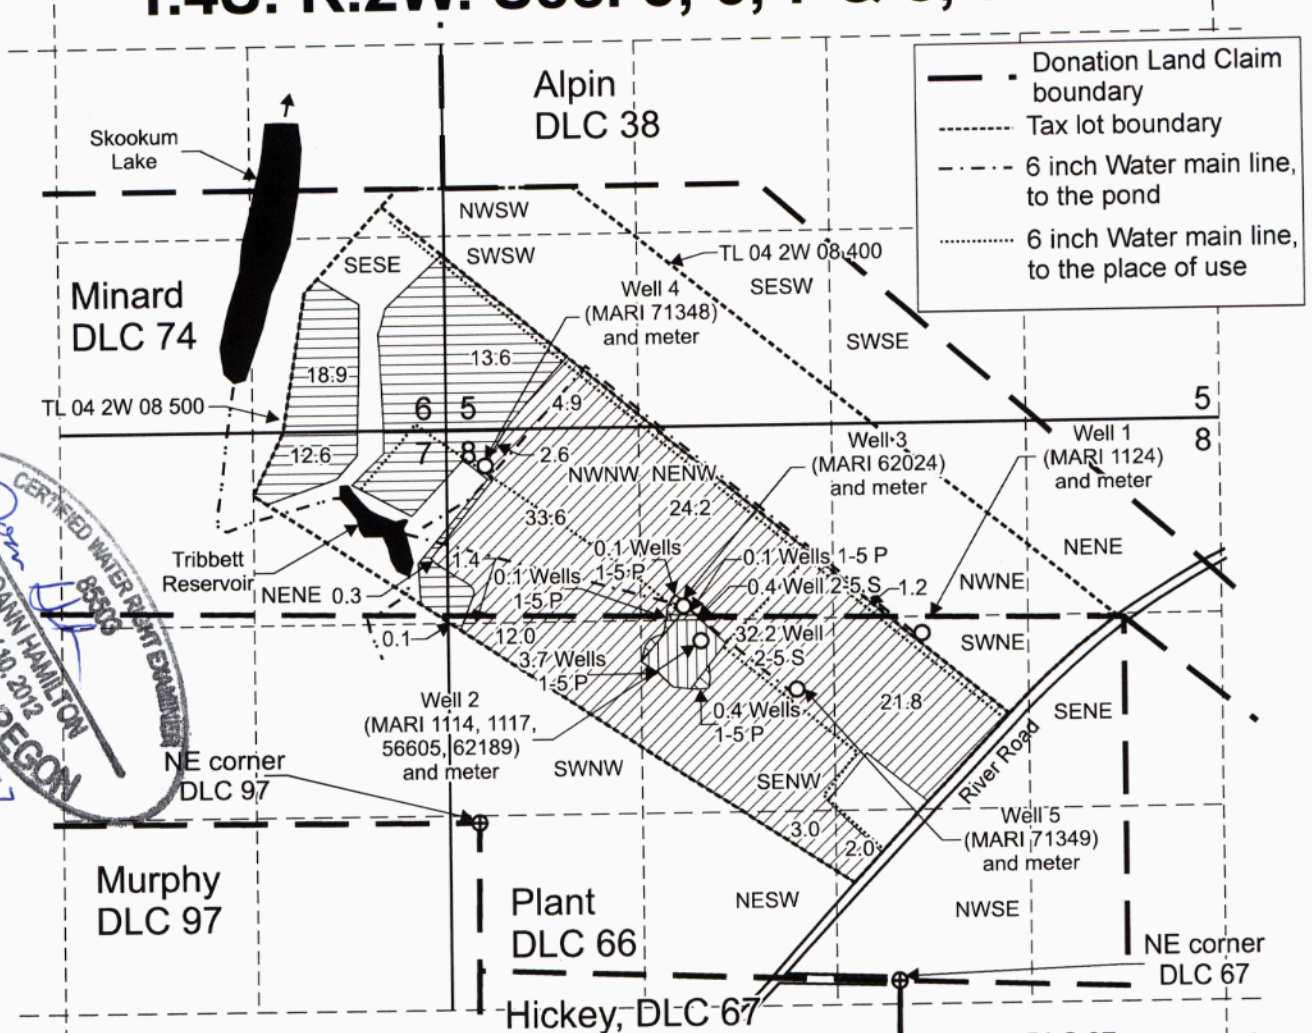 Alpin
DLC 38
Donation Land Claim
boundary
Tax lot boundary
6 inch Water main line,
to the pond
6 inch Water main line,
to the place of use
Skookum
Lake
NWSW
SWSW
SESE
TL 04 2W 08 400
SESW
Well 4
(MARI 71348)
and meter
Minard
DLC 74
SWSE
13.6
18.9
4.9
TL 04 2W 08 500
6 5
5
7 8
8
12.6
2.6
Well 3
(MARI 62024)
and meter
Well 1
(MARI 1124)
and meter
NWNW NENW
24.2
33.6
Tribbett
Reservoir
1.4
0.1 Wells
1-5 P
0.1 Wells 1-5 P
NENE
0.1 Wells
1-5 P
0.4 Well 2-5 S
1.2
NWNE
NENE 0.3
0.1
12.0
32.2 Well
2-5 S
SWNE
3.7 Wells
1-5 P
0.4 Wells
1-5 P
21.8
SENE
Well 2
(MARI 1114, 1117,
56605, 62189)
and meter
SWNW
SENW
River Road
NE corner
DLC 97
3.0
2.0
Well 5
(MARI 71349)
and meter
Murphy
DLC 97
Plant
DLC 66
NESW
NWSE
NE corner
DLC 67
Hickey, DLC 67
CERTIFIED WATER RIGHT EXAMINER
85503
ANN HAMILTON
10, 2012